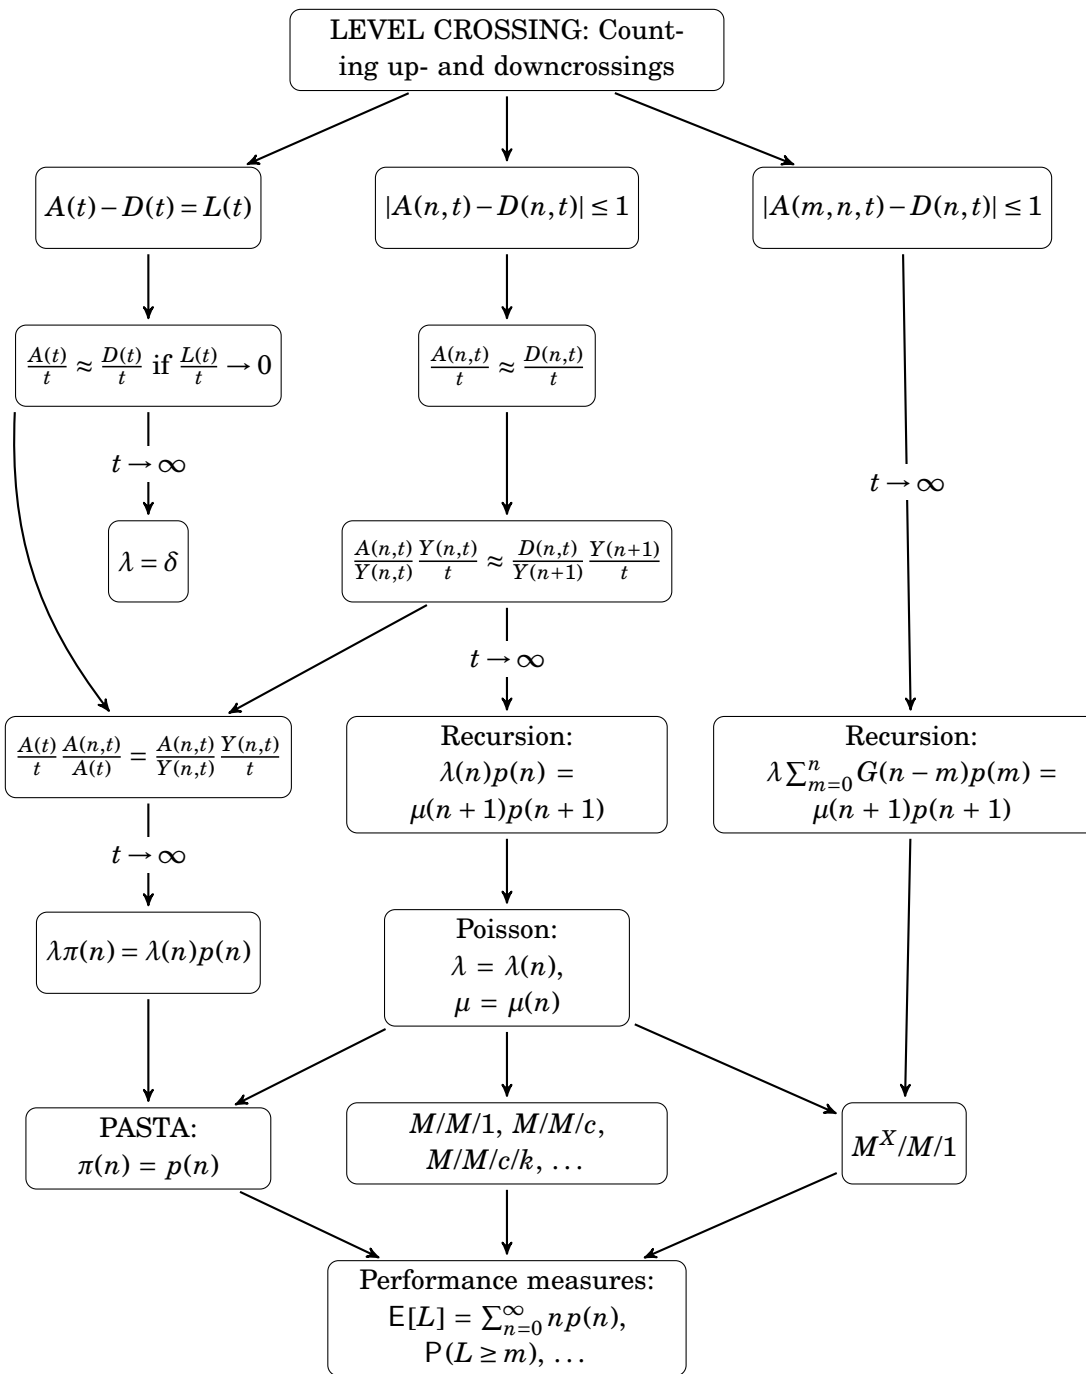 LEVEL CROSSING: Count-
ing up- and downcrossings
A(t) − D(t) = L(t)
|A(n,t) − D(n,t)| ≤ 1
|A(m,n,t) − D(n,t)| ≤ 1
A(t)/t ≈ D(t)/t if L(t)/t → 0
A(n,t)/t ≈ D(n,t)/t
t → ∞
t → ∞
λ = δ
A(n,t)/Y(n,t) Y(n,t)/t ≈ D(n,t)/Y(n+1) Y(n+1)/t
t → ∞
A(t)/t A(n,t)/A(t) = A(n,t)/Y(n,t) Y(n,t)/t
Recursion:
λ(n)p(n) =
μ(n+1)p(n+1)
Recursion:
λ∑_{m=0}^{n} G(n−m)p(m) =
μ(n+1)p(n+1)
t → ∞
λπ(n) = λ(n)p(n)
Poisson:
λ = λ(n),
μ = μ(n)
PASTA:
π(n) = p(n)
M/M/1, M/M/c,
M/M/c/k, ...
M^X/M/1
Performance measures:
E[L] = ∑_{n=0}^{∞} np(n),
P(L ≥ m), ...